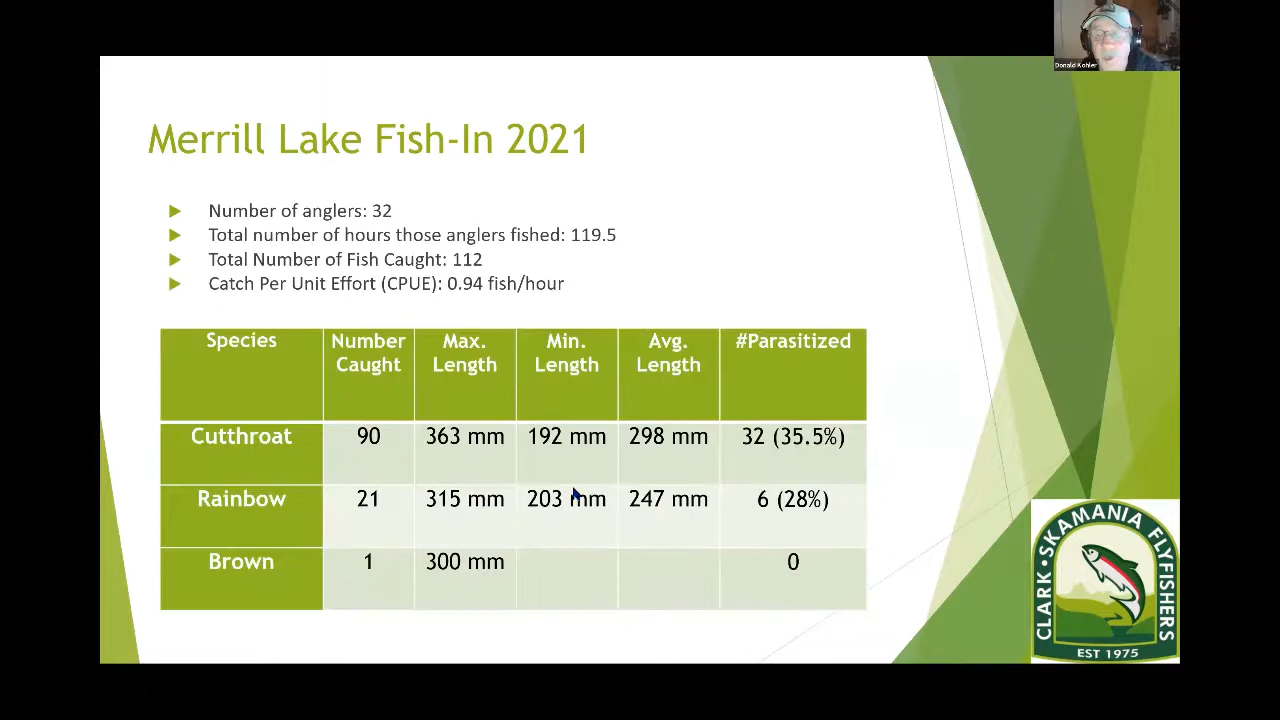 Donald Kohler
Merrill Lake Fish-In 2021
Number of anglers: 32
Total number of hours those anglers fished: 119.5
Total Number of Fish Caught: 112
Catch Per Unit Effort (CPUE): 0.94 fish/hour
Species Number Caught Max. Length Min. Length Avg. Length #Parasitized
Cutthroat 90 363 mm 192 mm 298 mm 32 (35.5%)
Rainbow 21 315 mm 203 mm 247 mm 6 (28%)
Brown 1 300 mm 0
CLARK • SKAMANIA FLYFISHERS
EST 1975